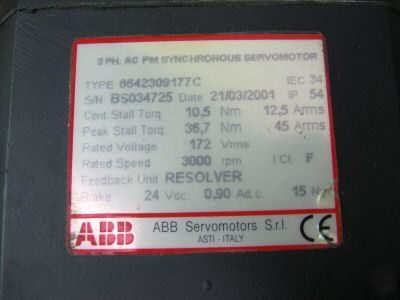 3 PH. AC PM SYNCHRONOUS SERVOMOTOR
TYPE 8642309177C IEC 34
S/N BS034725 Date 21/03/2001 IP 54
Cont.Stall Torq. 10,5 Nm 12,5 Arms
Peak Stall Torq. 36,7 Nm 45 Arms
Rated Voltage 172 Vrms
Rated Speed 3000 rpm I.Cl. F
Feedback Unit RESOLVER
Brake 24 Vdc 0,90 Adc 15
ABB ABB Servomotors S.r.l. CE
ASTI - ITALY